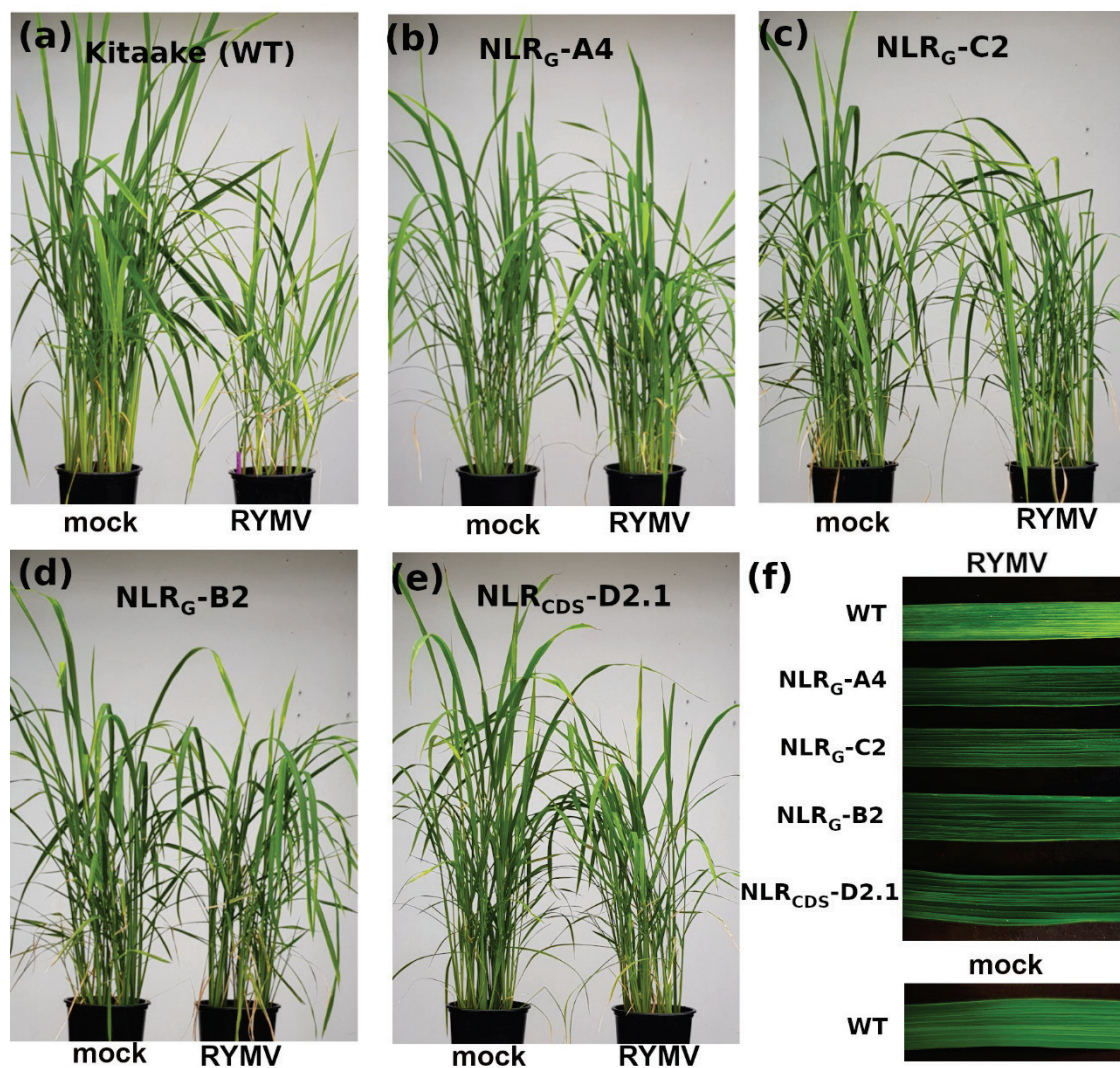 (a)
Kitaake (WT)
mock
RYMV
(b)
NLRG-A4
mock
RYMV
(c)
NLRG-C2
mock
RYMV
(d)
NLRG-B2
mock
RYMV
(e)
NLRCDS-D2.1
mock
RYMV
(f)
RYMV
WT
NLRG-A4
NLRG-C2
NLRG-B2
NLRCDS-D2.1
mock
WT